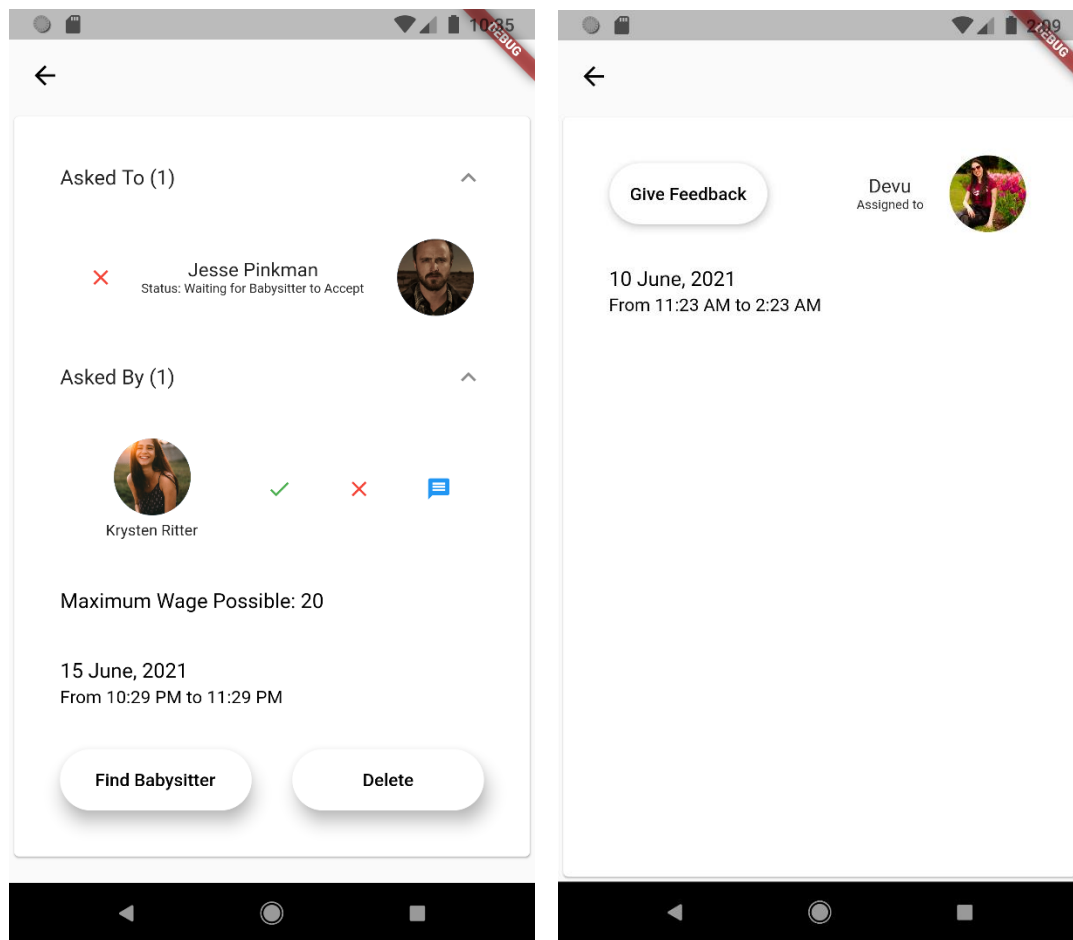 10:35
DEBUG
Asked To (1)
Jesse Pinkman
Status: Waiting for Babysitter to Accept
Asked By (1)
Krysten Ritter
Maximum Wage Possible: 20
15 June, 2021
From 10:29 PM to 11:29 PM
Find Babysitter
Delete
2:09
DEBUG
Give Feedback
Devu
Assigned to
10 June, 2021
From 11:23 AM to 2:23 AM